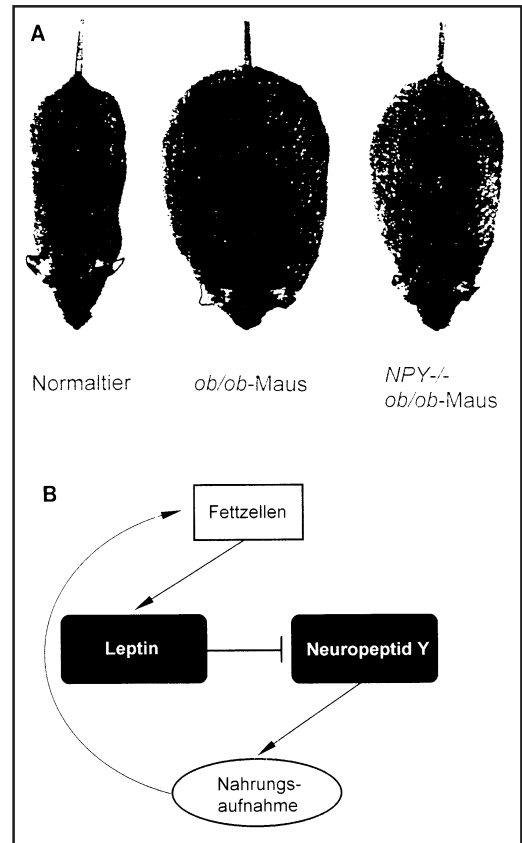 A
Normaltier
ob/ob-Maus
NPY-/-
ob/ob-Maus
B
Fettzellen
Leptin
Neuropeptid Y
Nahrungs-
aufnahme